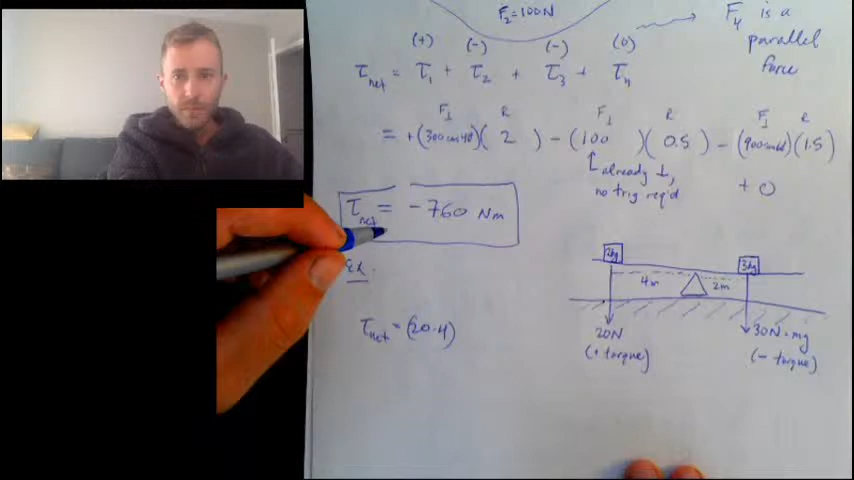 F₂=100N
F₄ is a
parallel
force
(+) (-) (-) (0)
τnet = τ₁ + τ₂ + τ₃ + τ₄
F⊥ R F⊥ R F⊥ R
= +(300cos40)(2) - (100)(0.5) - (900sin60)(1.5)
already ⊥,
no trig req'd
+ 0
τnet = -760 Nm
Ex.
2kg 3kg
4m 2m
τnet = (20·4)
20N 30N=mg
(+ torque) (- torque)